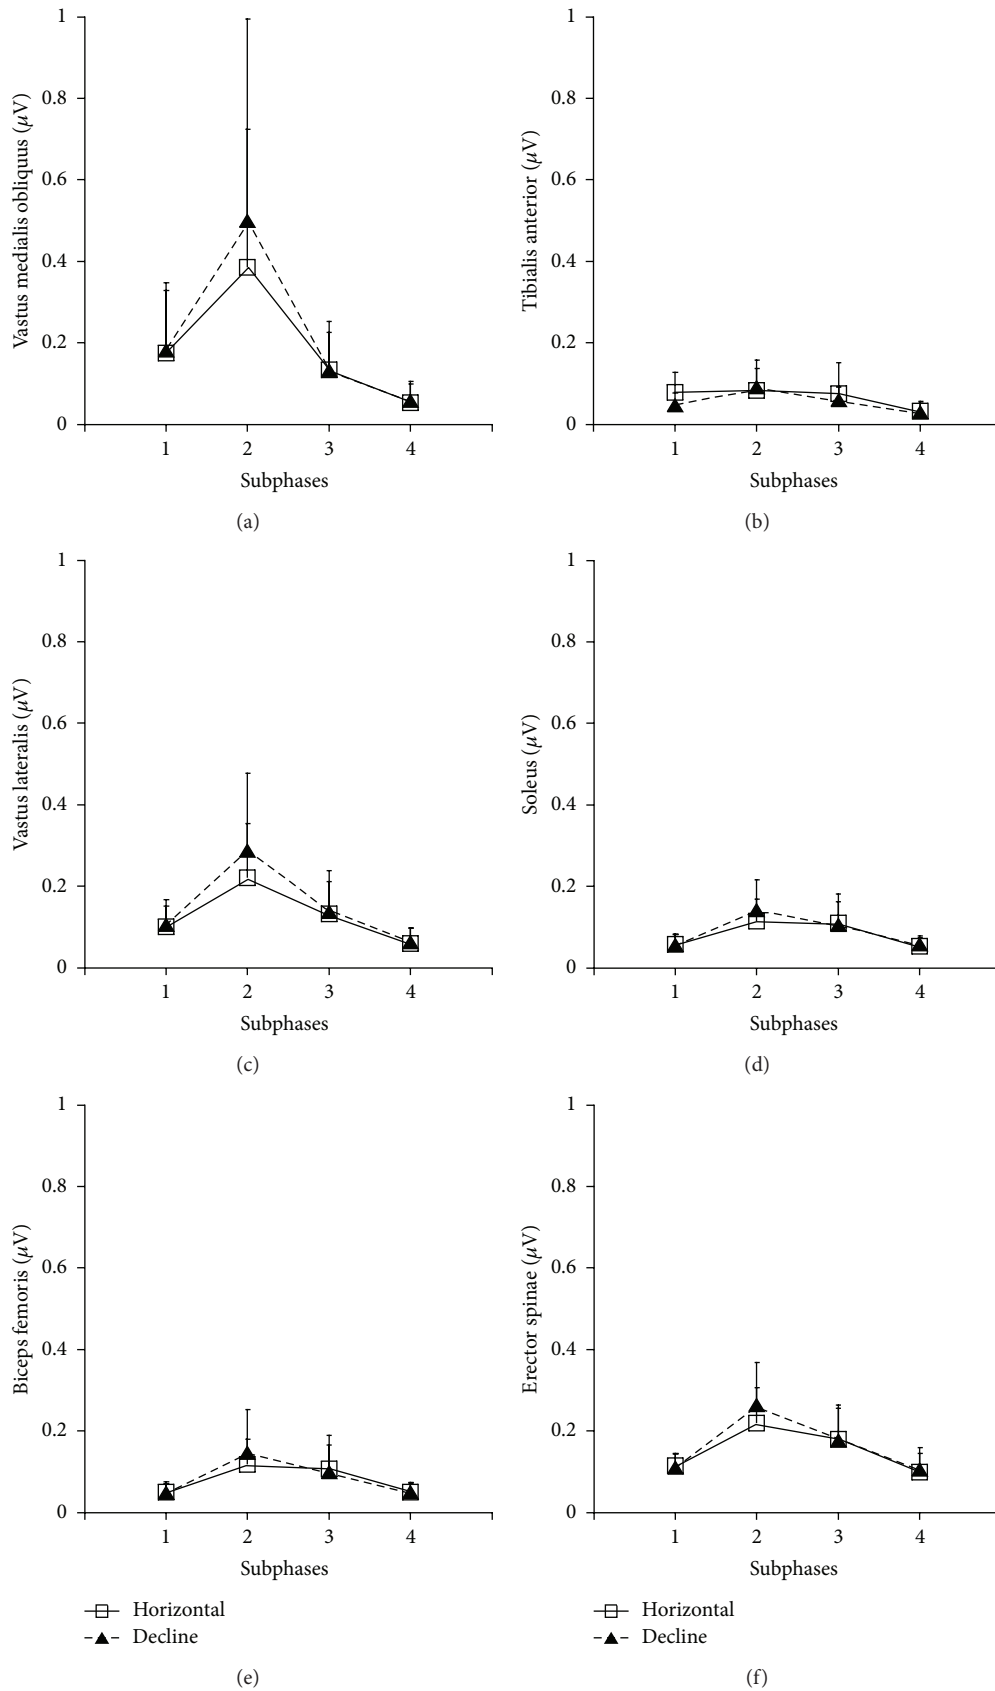 1
0.8
0.6
0.4
0.2
0
Vastus medialis obliquus (μV)
1 2 3 4
Subphases
(a)
1
0.8
0.6
0.4
0.2
0
Tibialis anterior (μV)
1 2 3 4
Subphases
(b)
1
0.8
0.6
0.4
0.2
0
Vastus lateralis (μV)
1 2 3 4
Subphases
(c)
1
0.8
0.6
0.4
0.2
0
Soleus (μV)
1 2 3 4
Subphases
(d)
1
0.8
0.6
0.4
0.2
0
Biceps femoris (μV)
1 2 3 4
Subphases
Horizontal
Decline
(e)
1
0.8
0.6
0.4
0.2
0
Erector spinae (μV)
1 2 3 4
Subphases
Horizontal
Decline
(f)